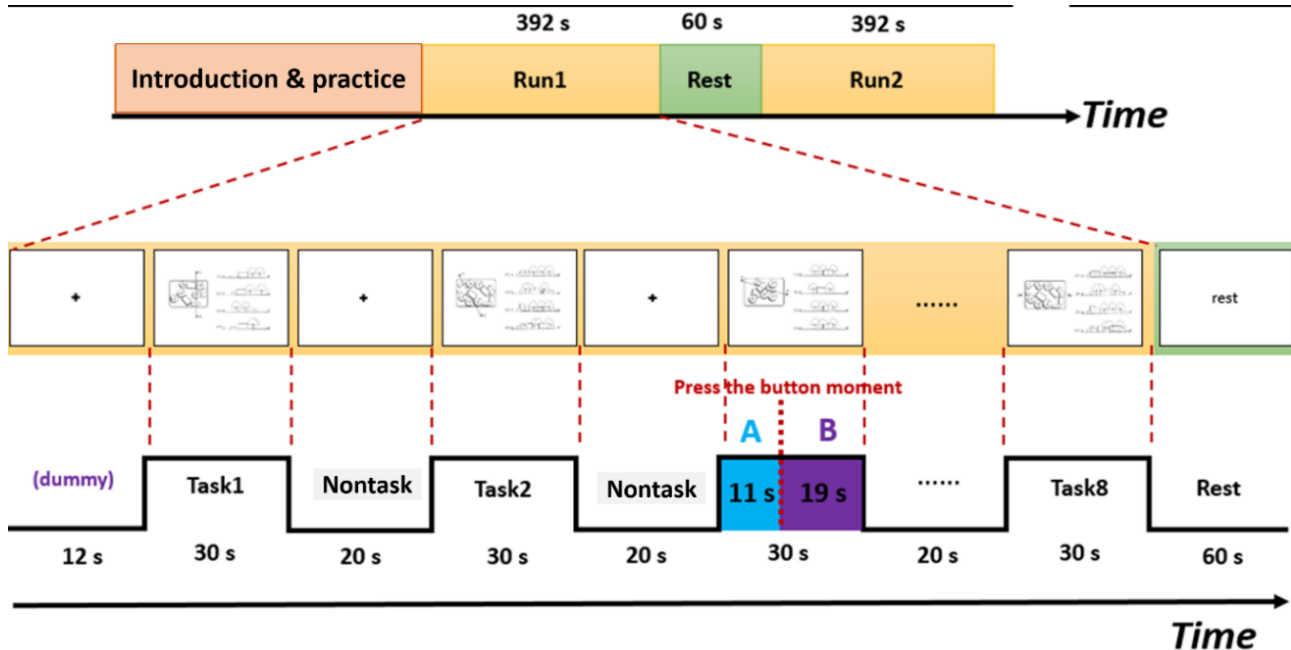 392 s 60 s 392 s
Introduction & practice Run1 Rest Run2
Time
+ + + ...... rest
Press the button moment
A B
(dummy) Task1 Nontask Task2 Nontask 11 s 19 s ...... Task8 Rest
12 s 30 s 20 s 30 s 20 s 30 s 20 s 30 s 60 s
Time